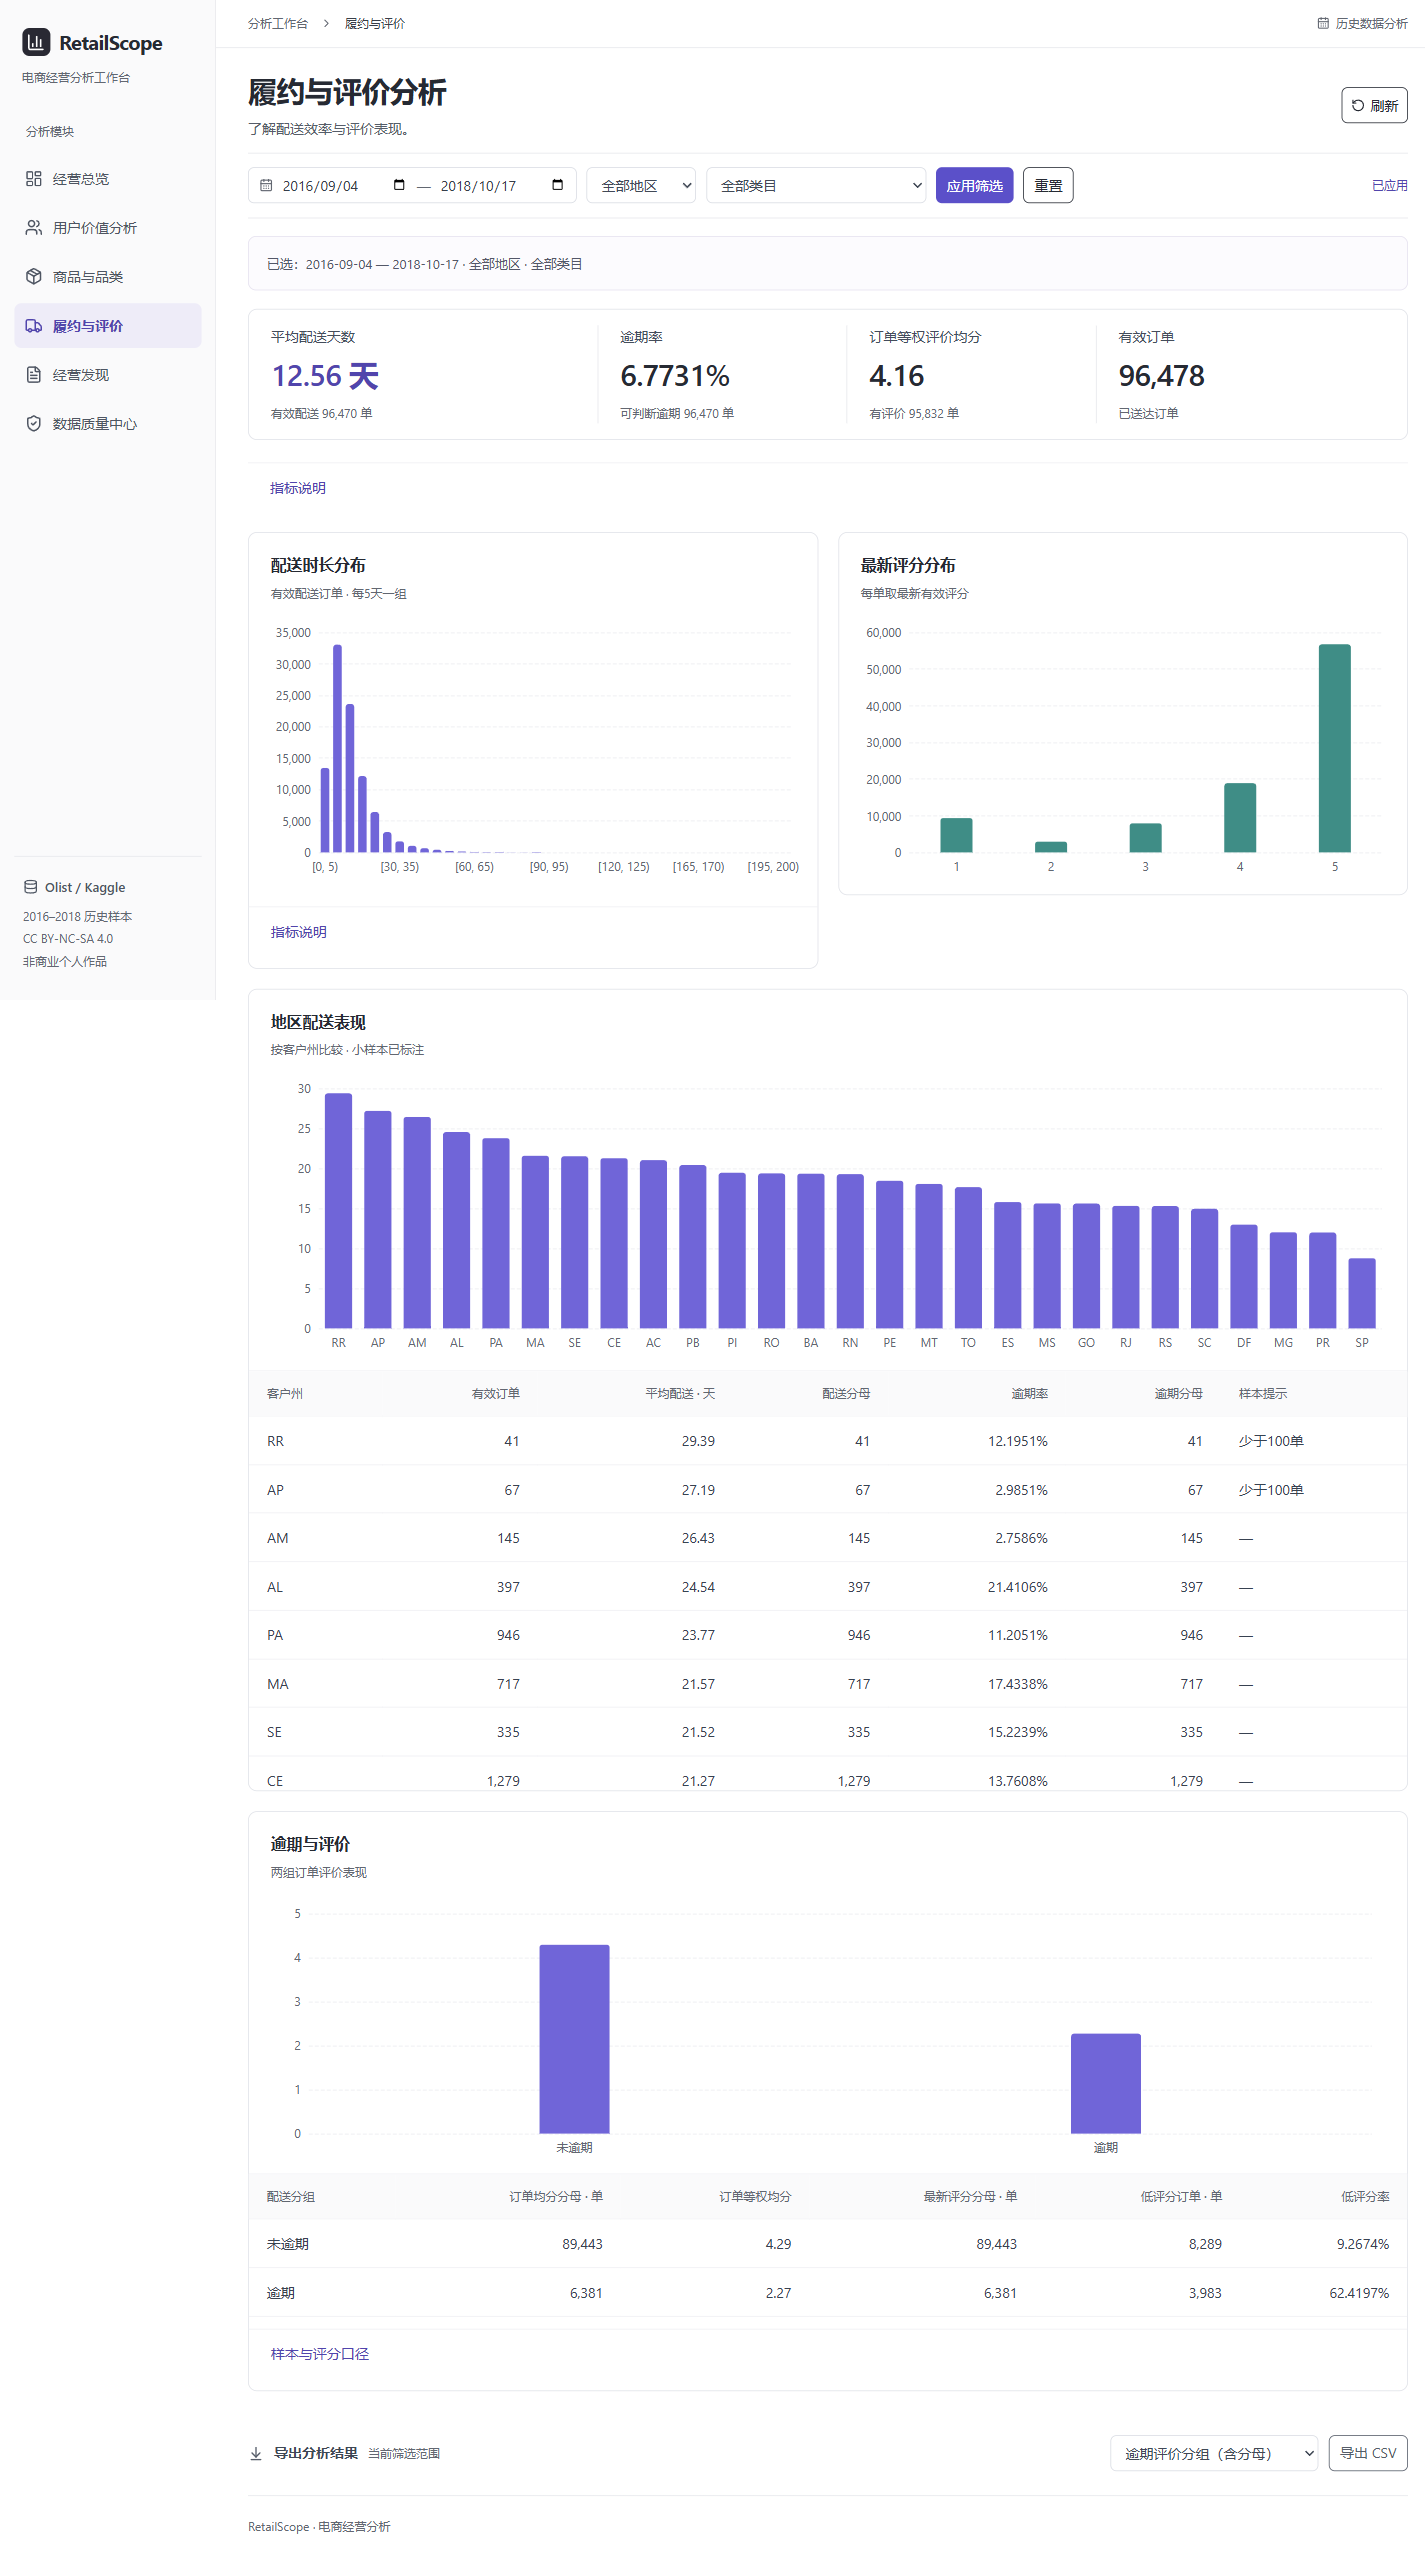 RetailScope
电商经营分析工作台
分析模块
经营总览
用户价值分析
商品与品类
履约与评价
经营发现
数据质量中心
Olist / Kaggle
2016–2018 历史样本
CC BY-NC-SA 4.0
非商业个人作品
分析工作台 > 履约与评价 历史数据分析
履约与评价分析
刷新
了解配送效率与评价表现。
2016/09/04 — 2018/10/17 全部地区 全部类目 应用筛选 重置 已应用
已选：2016-09-04 — 2018-10-17 · 全部地区 · 全部类目
平均配送天数 逾期率 订单等权评价均分 有效订单
12.56 天 6.7731% 4.16 96,478
有效配送 96,470 单 可判断逾期 96,470 单 有评价 95,832 单 已送达订单
指标说明
配送时长分布
有效配送订单 · 每5天一组
35,000
30,000
25,000
20,000
15,000
10,000
5,000
0
[0, 5) [30, 35) [60, 65) [90, 95) [120, 125) [165, 170) [195, 200)
指标说明
最新评分分布
每单取最新有效评分
60,000
50,000
40,000
30,000
20,000
10,000
0
1 2 3 4 5
地区配送表现
按客户州比较 · 小样本已标注
30
25
20
15
10
5
0
RR AP AM AL PA MA SE CE AC PB PI RO BA RN PE MT TO ES MS GO RJ RS SC DF MG PR SP
客户州 有效订单 平均配送 · 天 配送分母 逾期率 逾期分母 样本提示
RR 41 29.39 41 12.1951% 41 少于100单
AP 67 27.19 67 2.9851% 67 少于100单
AM 145 26.43 145 2.7586% 145 —
AL 397 24.54 397 21.4106% 397 —
PA 946 23.77 946 11.2051% 946 —
MA 717 21.57 717 17.4338% 717 —
SE 335 21.52 335 15.2239% 335 —
CE 1,279 21.27 1,279 13.7608% 1,279 —
逾期与评价
两组订单评价表现
5
4
3
2
1
0
未逾期 逾期
配送分组 订单均分分母 · 单 订单等权均分 最新评分分母 · 单 低评分订单 · 单 低评分率
未逾期 89,443 4.29 89,443 8,289 9.2674%
逾期 6,381 2.27 6,381 3,983 62.4197%
样本与评分口径
导出分析结果 当前筛选范围 逾期评价分组（含分母） 导出 CSV
RetailScope · 电商经营分析